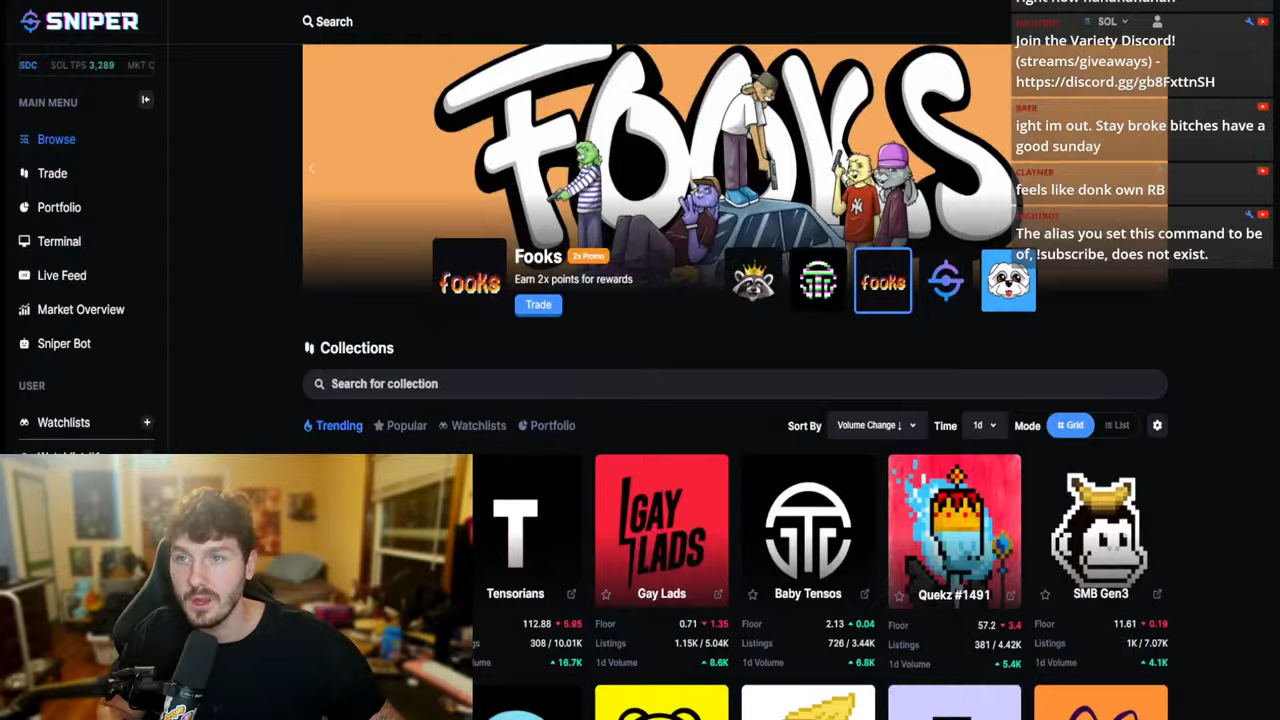 SNIPER
Search
SOL
SDC SOL TPS 3,289 MKT C
MAIN MENU
Browse
Trade
Portfolio
Terminal
Live Feed
Market Overview
Sniper Bot
USER
Watchlists +
FOOKS
fooks
Fooks 2x Promo
Earn 2x points for rewards
Trade
fooks
Collections
Search for collection
Trending Popular Watchlists Portfolio
Sort By Volume Change ↓ Time 1d Mode Grid List
T
Tensorians
112.88 5.95
308 / 10.01K
lume 16.7K
GAY
LADS
Gay Lads
Floor 0.71 1.35
Listings 1.15K / 5.04K
1d Volume 8.6K
Baby Tensos
Floor 2.13 0.04
Listings 726 / 3.44K
1d Volume 6.8K
Quekz #1491
Floor 57.2 3.4
Listings 381 / 4.42K
1d Volume 5.4K
SMB Gen3
Floor 11.61 0.19
Listings 1K / 7.07K
1d Volume 4.1K
Join the Variety Discord!
(streams/giveaways) -
https://discord.gg/gb8FxttnSH
BAER
ight im out. Stay broke bitches have a
good sunday
CLAYNER
feels like donk own RB
NIGHTBOT
The alias you set this command to be
of, !subscribe, does not exist.